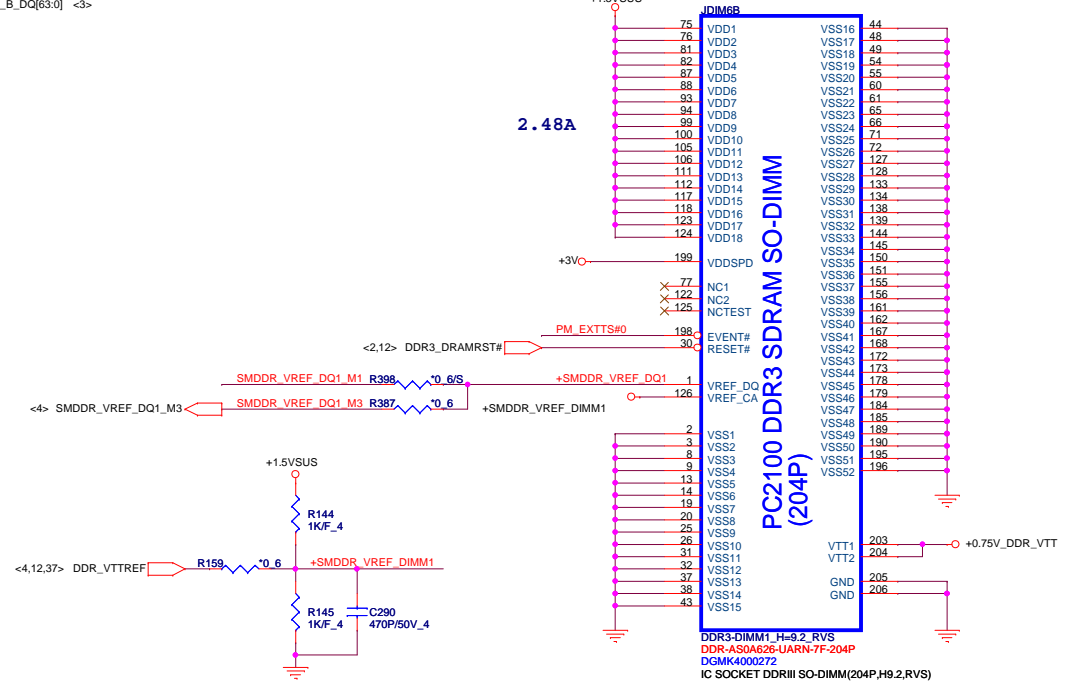 _B_DQ[63:0] <3>
JDIM6B
75 VDD1 VSS16 44
76 VDD2 VSS17 48
81 VDD3 VSS18 49
82 VDD4 VSS19 54
87 VDD5 VSS20 55
88 VDD6 VSS21 60
93 VDD7 VSS22 61
94 VDD8 VSS23 65
2.48A 99 VDD9 VSS24 66
100 VDD10 VSS25 71
105 VDD11 VSS26 72
106 VDD12 VSS27 127
111 VDD13 VSS28 128
112 VDD14 VSS29 133
117 VDD15 VSS30 134
118 VDD16 VSS31 138
123 VDD17 VSS32 139
124 VDD18 VSS33 144
VSS34 145
+3V 199 VDDSPD VSS35 150
VSS36 151
77 NC1 VSS37 155
122 NC2 VSS38 156
125 NCTEST VSS39 161
VSS40 162
PM_EXTTS#0 198 EVENT# VSS41 167
<2,12> DDR3_DRAMRST# 30 RESET# VSS42 168
VSS43 172
VSS44 173
SMDDR_VREF_DQ1_M1 R398 *0_6/S +SMDDR_VREF_DQ1 1 VREF_DQ VSS45 178
126 VREF_CA VSS46 179
<4> SMDDR_VREF_DQ1_M3 SMDDR_VREF_DQ1_M3 R387 *0_6 +SMDDR_VREF_DIMM1 VSS47 184
VSS48 185
2 VSS1 VSS49 189
3 VSS2 VSS50 190
8 VSS3 VSS51 195
9 VSS4 VSS52 196
13 VSS5
14 VSS6
19 VSS7
20 VSS8
25 VSS9
26 VSS10 VTT1 203 +0.75V_DDR_VTT
31 VSS11 VTT2 204
32 VSS12
37 VSS13 GND 205
38 VSS14 GND 206
43 VSS15
PC2100 DDR3 SDRAM SO-DIMM
(204P)
+1.5VSUS
R144
1K/F_4
<4,12,37> DDR_VTTREF R159 *0_6 +SMDDR_VREF_DIMM1
R145
1K/F_4
C290
470P/50V_4
DDR3-DIMM1_H=9.2_RVS
DDR-AS0A626-UARN-7F-204P
DGMK4000272
IC SOCKET DDRIII SO-DIMM(204P,H9.2,RVS)